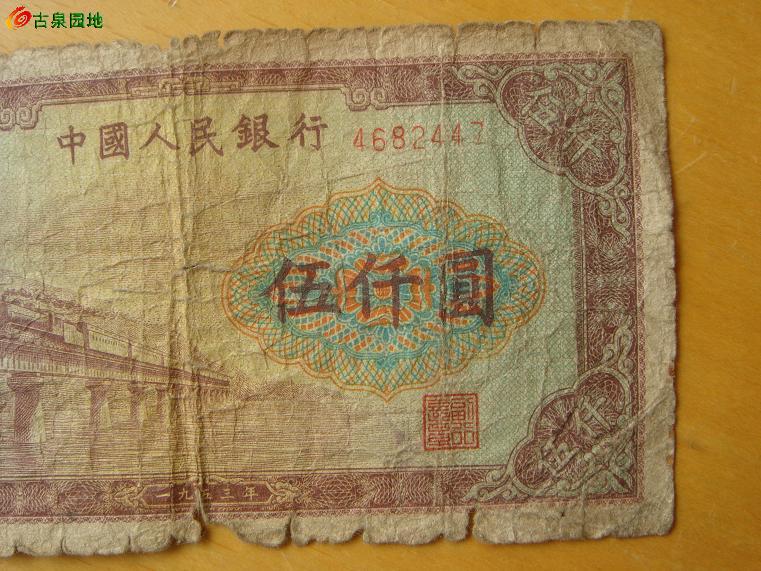 古泉园地
伍仟
中國人民銀行 4682447
伍仟圓
伍仟
一九五三年